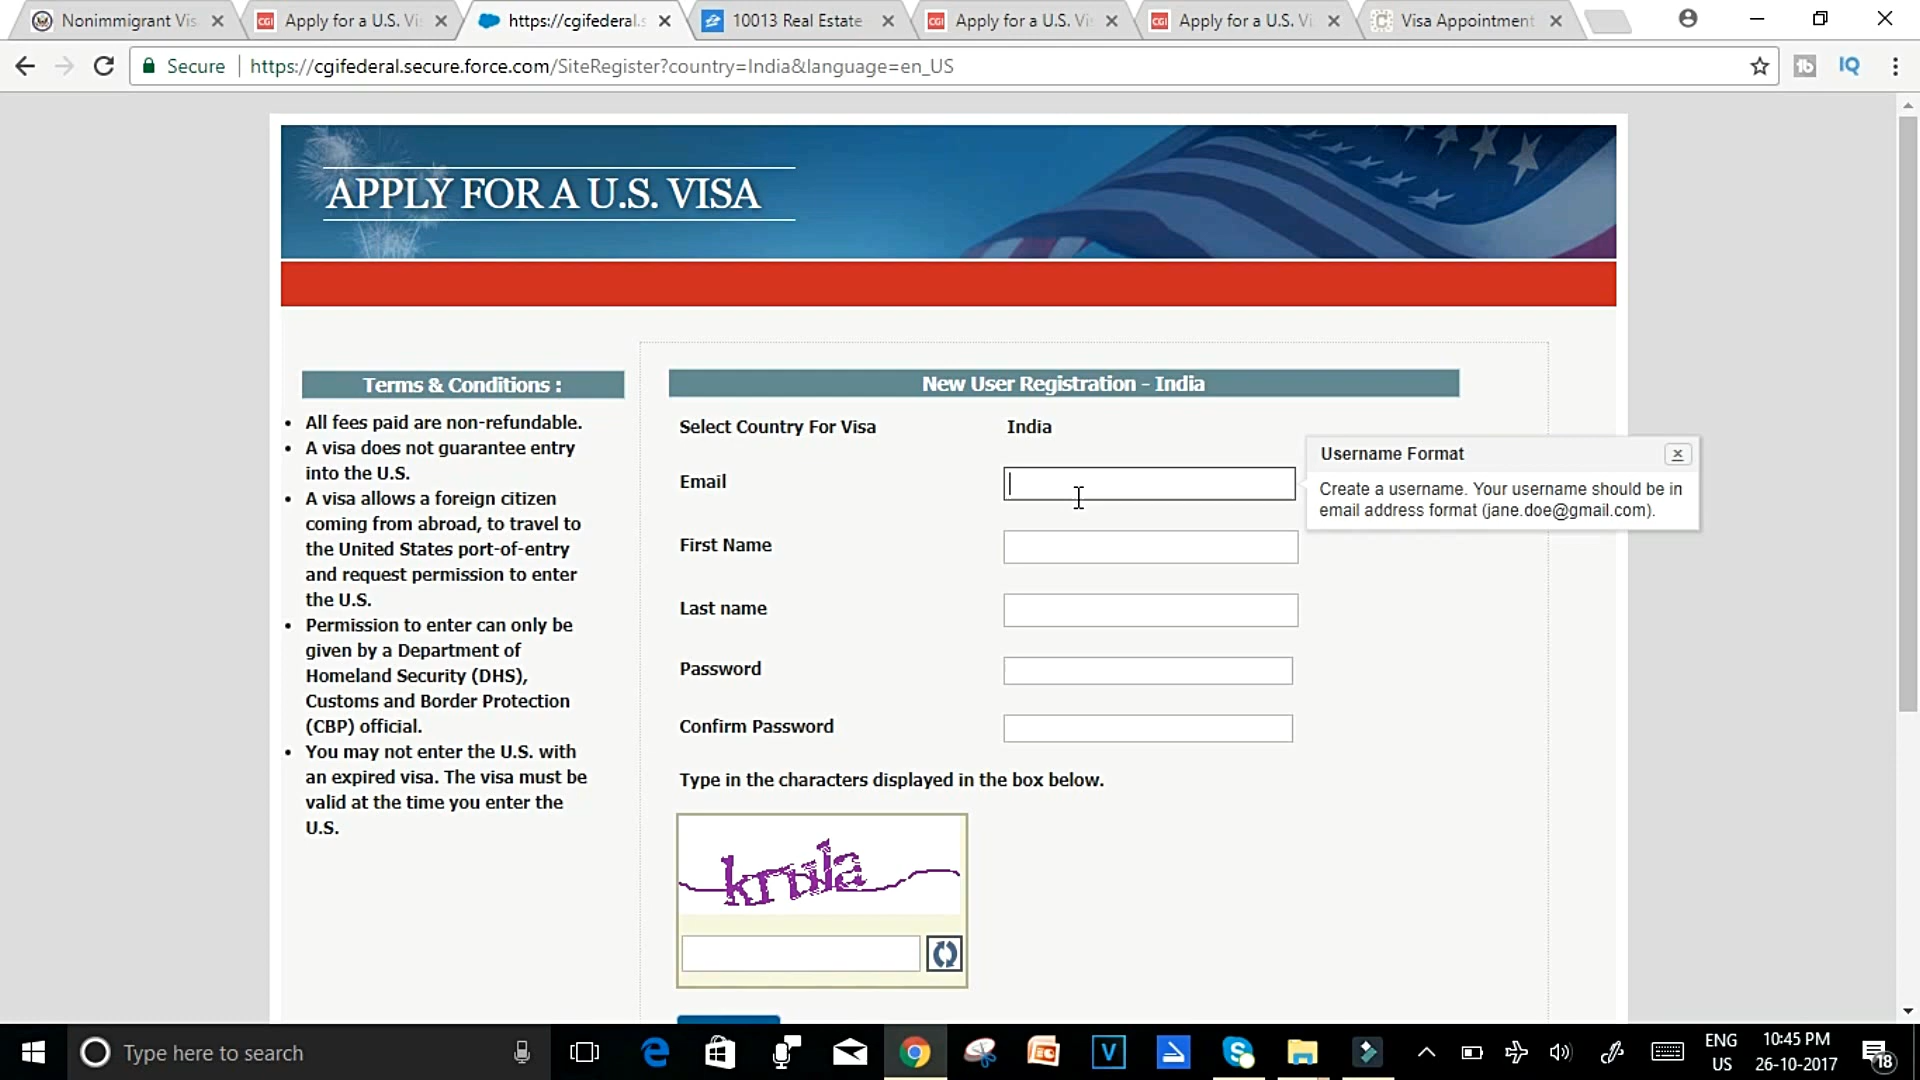 Nonimmigrant Vis
Apply for a U.S. Vi
https://cgifederal.s
10013 Real Estate
Apply for a U.S. Vi
Apply for a U.S. Vi
Visa Appointment
Secure
https://cgifederal.secure.force.com/SiteRegister?country=India&language=en_US
APPLY FOR A U.S. VISA
Terms & Conditions :
All fees paid are non-refundable.
A visa does not guarantee entry
into the U.S.
A visa allows a foreign citizen
coming from abroad, to travel to
the United States port-of-entry
and request permission to enter
the U.S.
Permission to enter can only be
given by a Department of
Homeland Security (DHS),
Customs and Border Protection
(CBP) official.
You may not enter the U.S. with
an expired visa. The visa must be
valid at the time you enter the
U.S.
New User Registration - India
Select Country For Visa India
Email
Username Format
Create a username. Your username should be in
email address format (jane.doe@gmail.com).
First Name
Last name
Password
Confirm Password
Type in the characters displayed in the box below.
krula
Type here to search
ENG
US
10:45 PM
26-10-2017
18